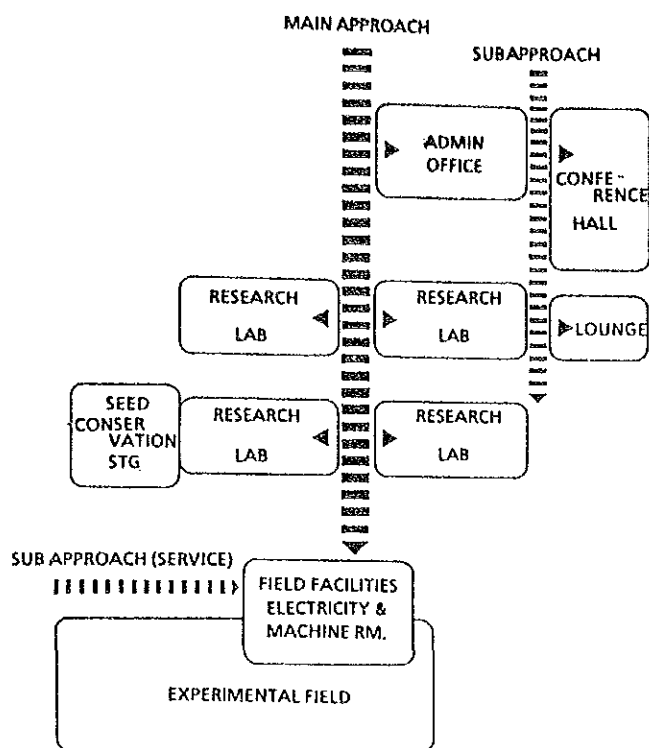 MAIN APPROACH
SUBAPPROACH
ADMIN
OFFICE
CONFE-
RENCE
HALL
RESEARCH
LAB
RESEARCH
LAB
LOUNGE
SEED
CONSER
VATION
STG
RESEARCH
LAB
RESEARCH
LAB
SUB APPROACH (SERVICE)
FIELD FACILITIES
ELECTRICITY &
MACHINE RM.
EXPERIMENTAL FIELD